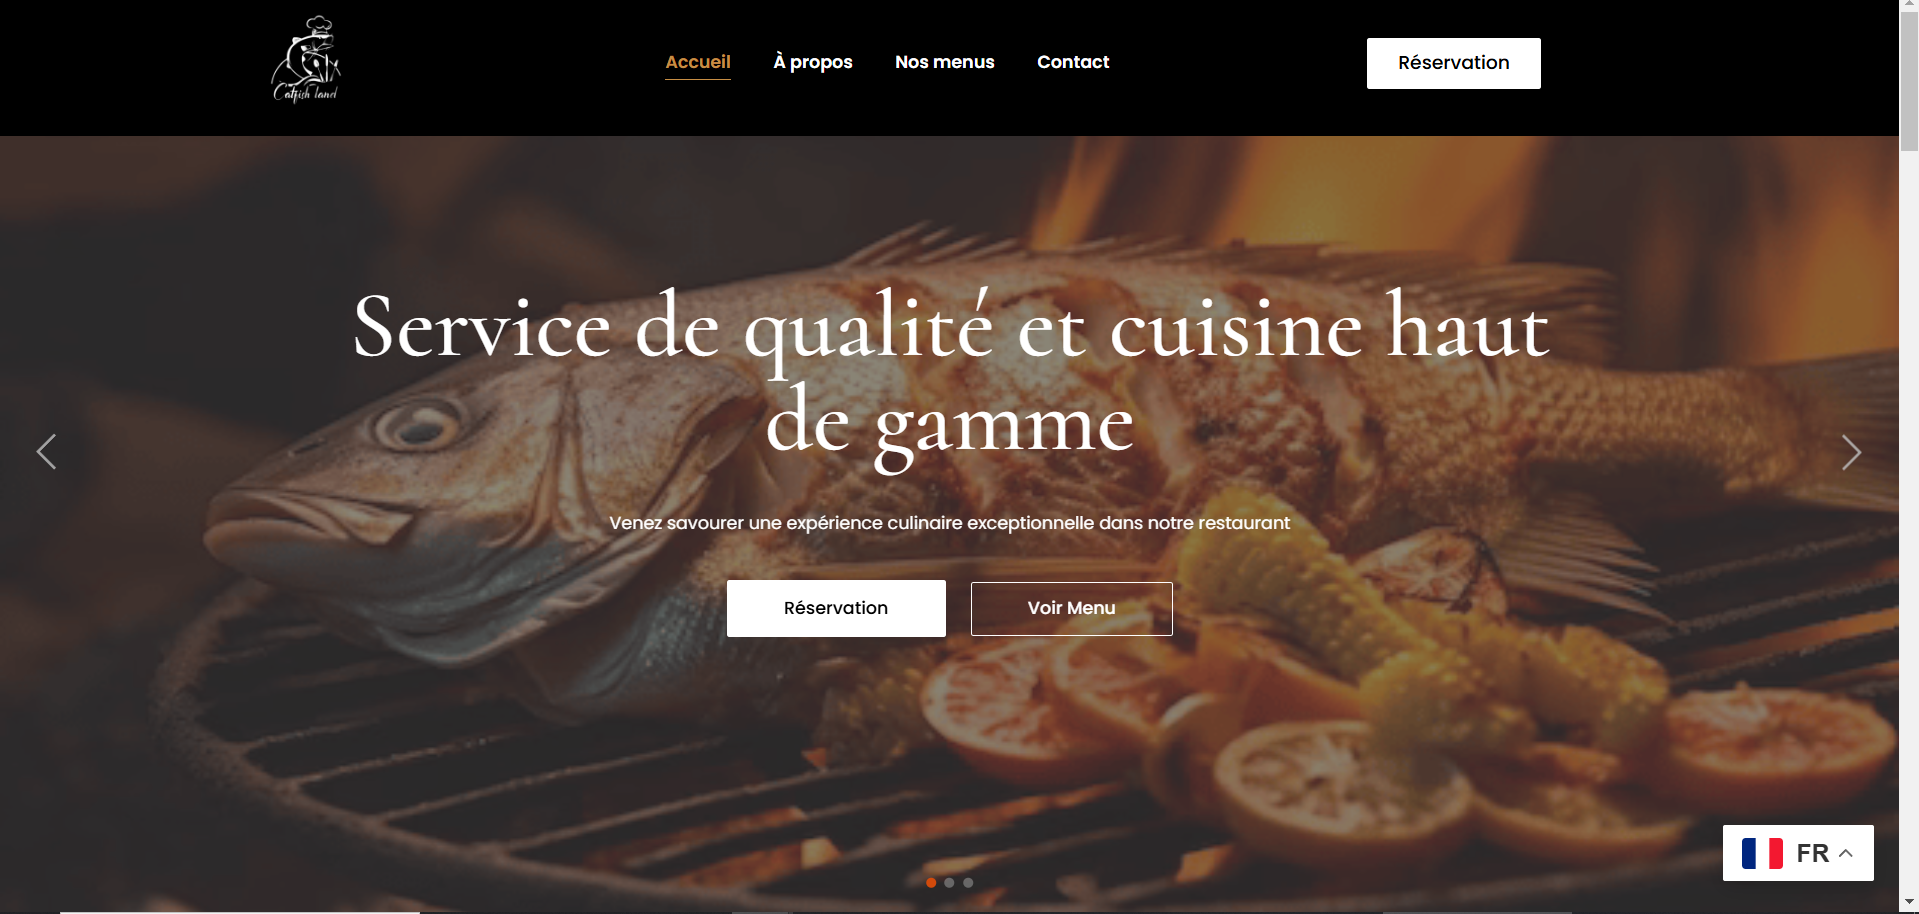 Catfish land
Accueil
À propos
Nos menus
Contact
Réservation
Service de qualité et cuisine haut
de gamme
Venez savourer une expérience culinaire exceptionnelle dans notre restaurant
Réservation
Voir Menu
FR